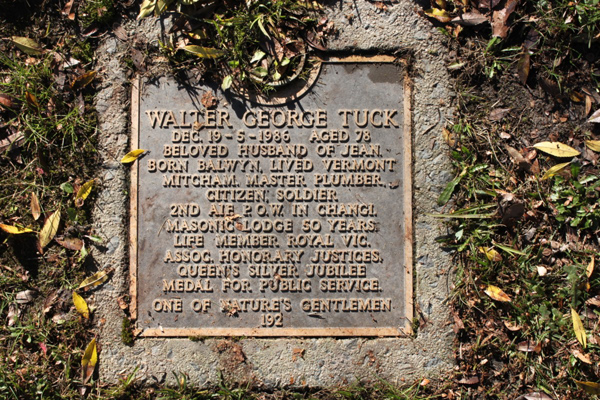 WALTER GEORGE TUCK
DEC. 19-5-1986 AGED 78
BELOVED HUSBAND OF JEAN.
BORN BALWYN. LIVED VERMONT
MITCHAM. MASTER PLUMBER.
CITIZEN. SOLDIER.
2ND AIF. P.O.W. IN CHANGI.
MASONIC LODGE 50 YEARS.
LIFE MEMBER ROYAL VIC.
ASSOC. HONORARY JUSTICES.
QUEEN'S SILVER JUBILEE
MEDAL FOR PUBLIC SERVICE.
ONE OF NATURE'S GENTLEMEN
192